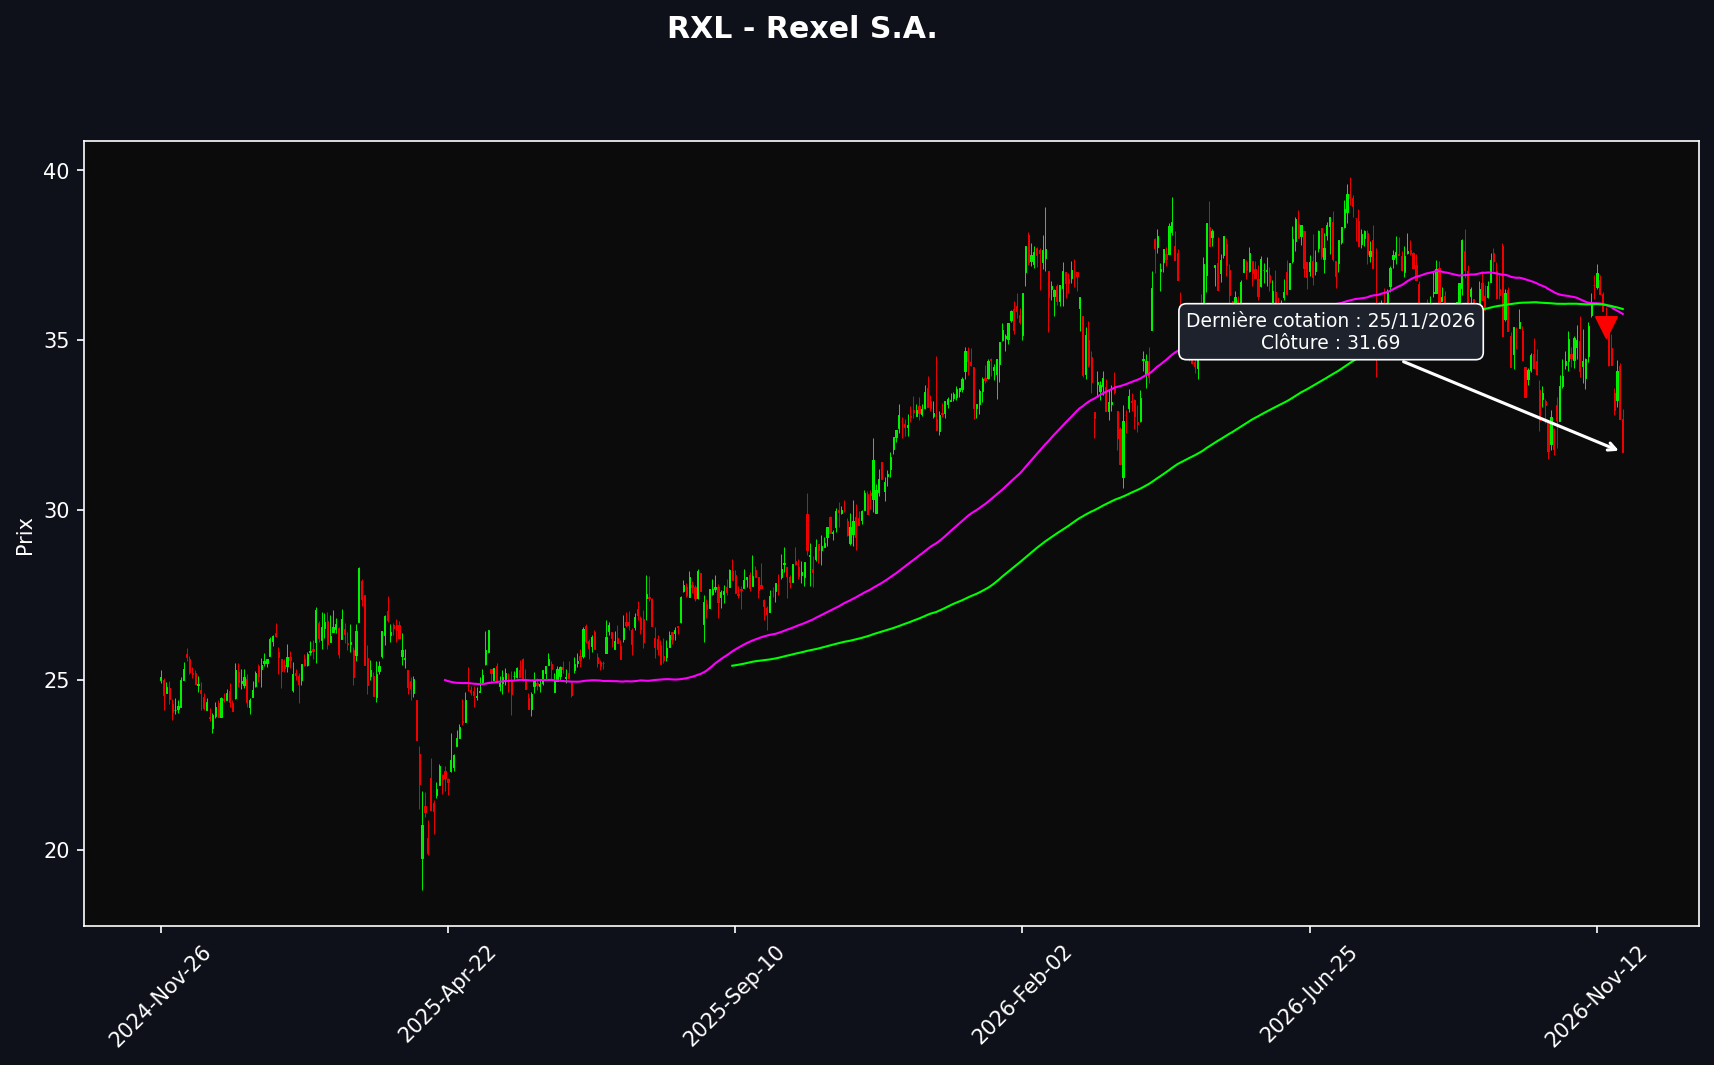 RXL - Rexel S.A.
40
35
30
25
20
Prix
Dernière cotation : 25/11/2026
Clôture : 31.69
2024-Nov-26
2025-Apr-22
2025-Sep-10
2026-Feb-02
2026-Jun-25
2026-Nov-12